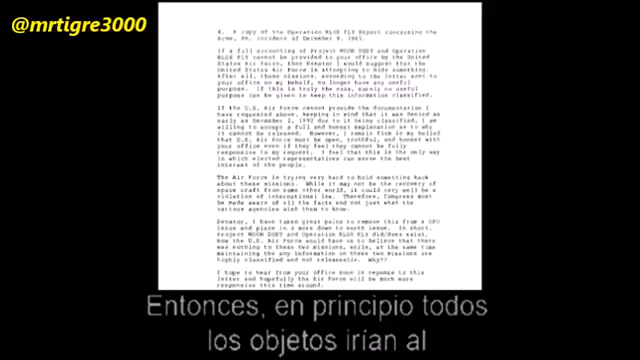 @mrtigre3000
4. A copy of the Operation BLUE FLY Report concerning the
Acme, PA. incident of December 9, 1965.
If a full accounting of Project MOON DUST and Operation
BLUE FLY cannot be provided to your office by the United
States Air Force, then Senator I would suggest that the
United States Air Force is attempting to hide something.
After all, those missions, according to the letter sent to
your office on my behalf, no longer have any useful
purpose. If this is truly the case, surely no useful
purpose can be given to keep this information classified.
If the U.S. Air Force cannot provide the documentation I
have requested above, keeping in mind that it was denied as
early as December 2, 1992 due to it being classified, I am
willing to accept a full and honest explanation as to why
it cannot be released. However, I remain firm in my belief
that U.S. Air Force must be open, truthful, and honest with
your office even if they feel they cannot be fully
responsive to my request. I feel that this is the only way
in which elected representatives can serve the best
interest of the people.
The Air Force is trying very hard to hold something back
about these missions. While it may not be the recovery of
space craft from some other world, it could very well be a
violation of international law. Therefore, Congress must
be made aware of all the facts and not just what the
various agencies wish them to know.
Senator, I have taken great pains to remove this from a UFO
issue and place in a more down to earth issue. In short,
Project MOON DUST and Operation BLUE FLY did/does exist.
Now the U.S. Air Force would have us to believe that there
was nothing to these two missions, while, at the same time
maintaining the any information on these two missions are
highly classified and not releaseable. Why??
I hope to hear from your office soon in reponse to this
letter and hopefully the Air Force will be much more
responsive this time around.
Entonces, en principio todos
los objetos irían al